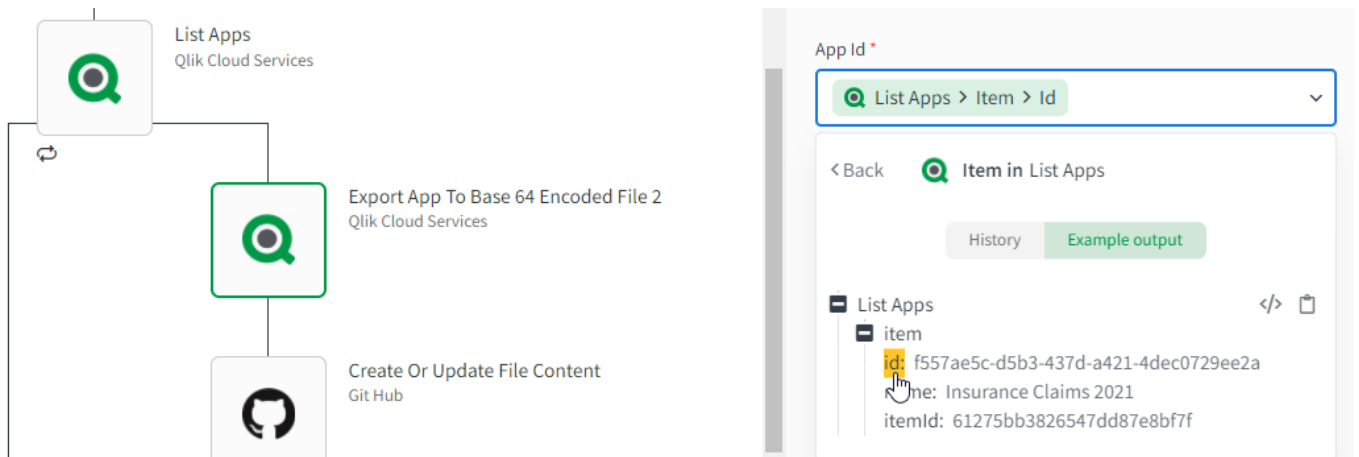 List Apps
Qlik Cloud Services
Export App To Base 64 Encoded File 2
Qlik Cloud Services
Create Or Update File Content
Git Hub
App Id *
List Apps > Item > Id
<Back
Item in List Apps
History
Example output
List Apps
</>
item
id: f557ae5c-d5b3-437d-a421-4dec0729ee2a
Insurance Claims 2021
itemId: 61275bb3826547dd87e8bf7f